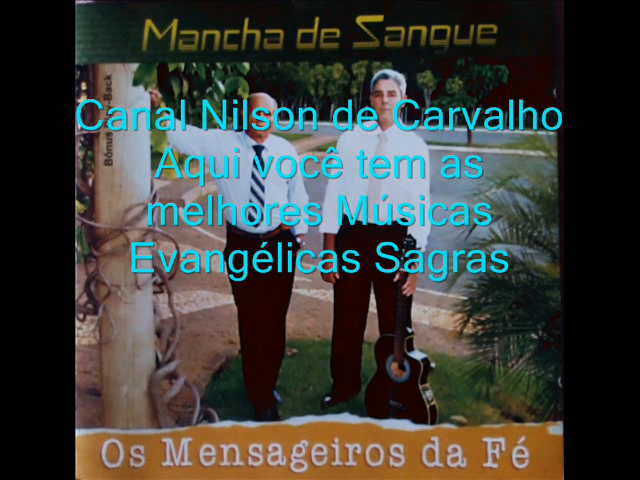 Mancha de Sangue
Canal Nilson de Carvalho
Aqui você tem as
melhores Músicas
Evangélicas Sagras
Os Mensageiros da Fé